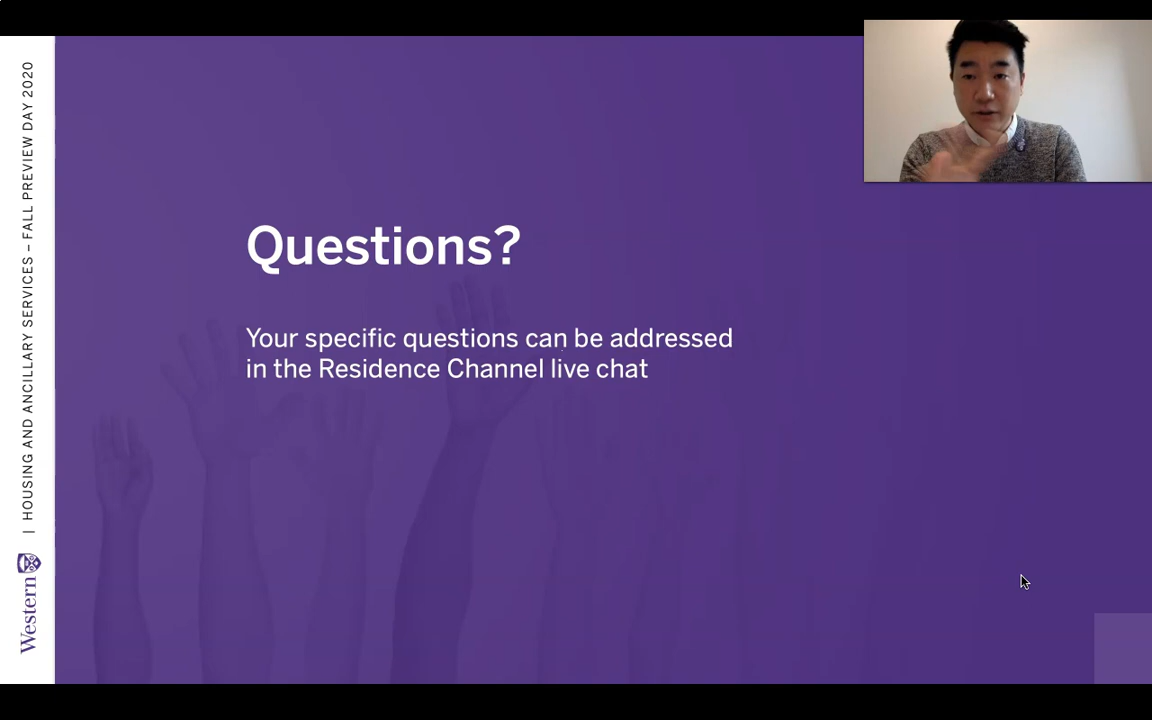 | HOUSING AND ANCILLARY SERVICES – FALL PREVIEW DAY 2020
Western
Questions?
Your specific questions can be addressed
in the Residence Channel live chat